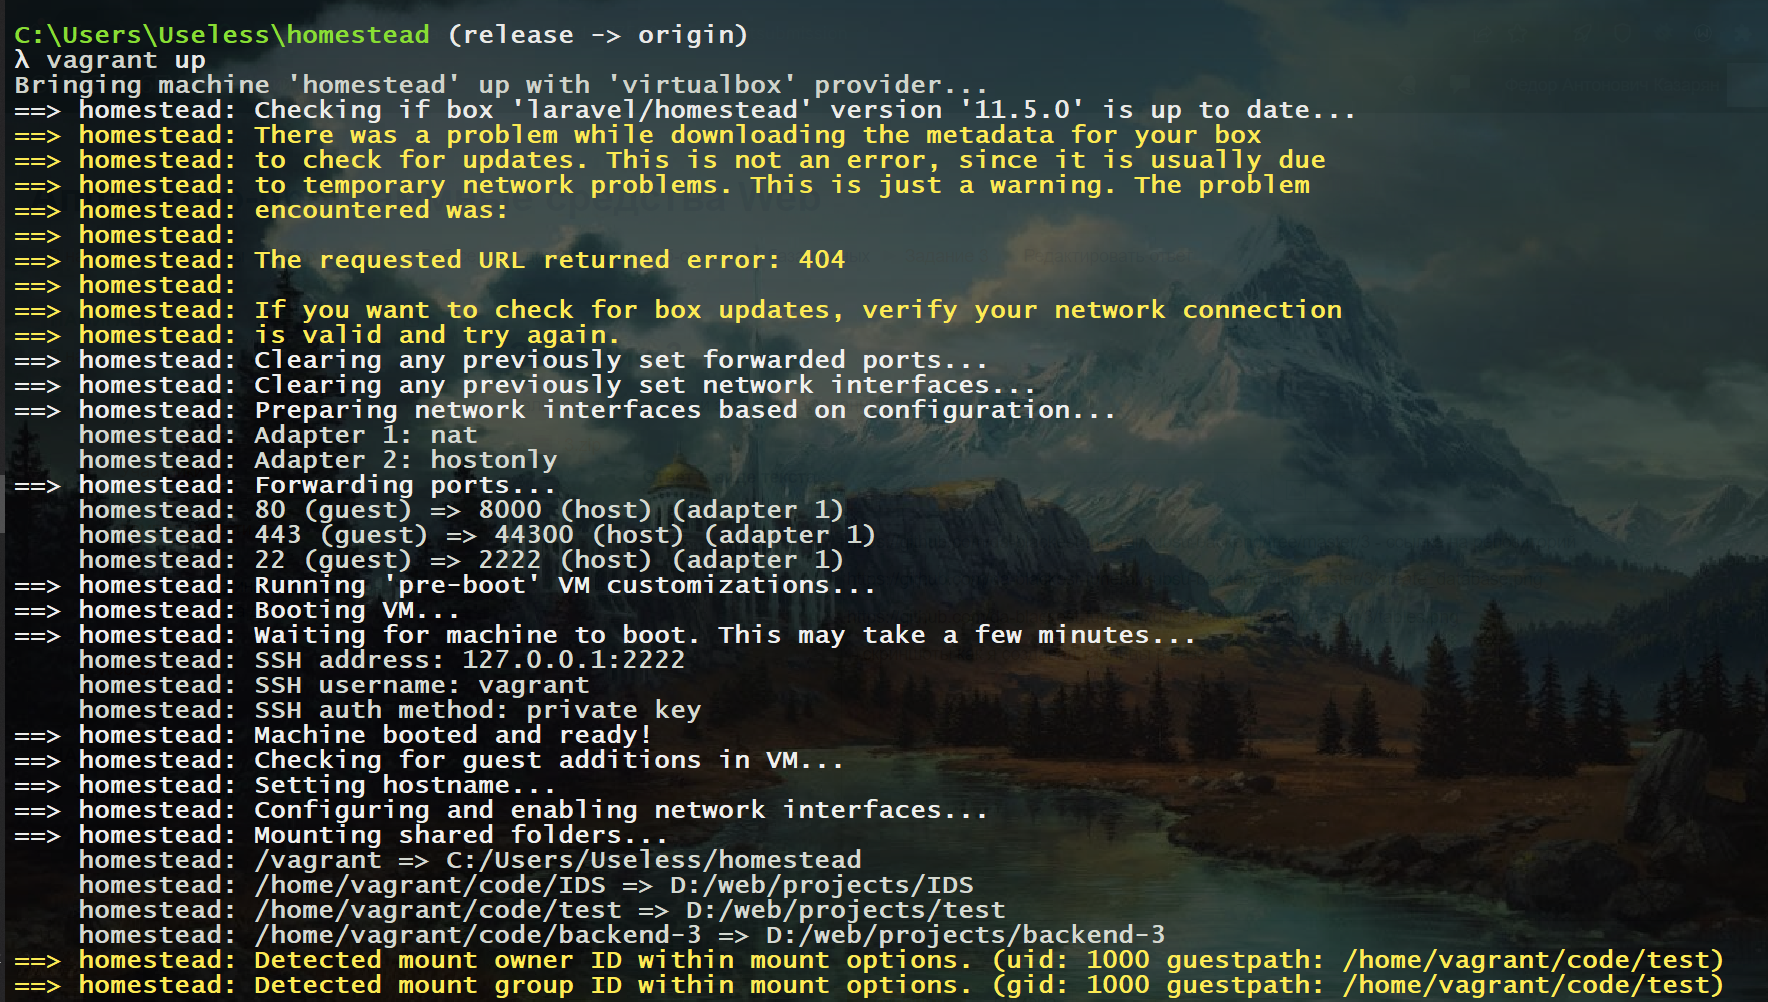 C:\Users\Useless\homestead (release -> origin)
λ vagrant up
Bringing machine 'homestead' up with 'virtualbox' provider...
==> homestead: Checking if box 'laravel/homestead' version '11.5.0' is up to date...
==> homestead: There was a problem while downloading the metadata for your box
==> homestead: to check for updates. This is not an error, since it is usually due
==> homestead: to temporary network problems. This is just a warning. The problem
==> homestead: encountered was:
==> homestead:
==> homestead: The requested URL returned error: 404
==> homestead:
==> homestead: If you want to check for box updates, verify your network connection
==> homestead: is valid and try again.
==> homestead: Clearing any previously set forwarded ports...
==> homestead: Clearing any previously set network interfaces...
==> homestead: Preparing network interfaces based on configuration...
homestead: Adapter 1: nat
homestead: Adapter 2: hostonly
==> homestead: Forwarding ports...
homestead: 80 (guest) => 8000 (host) (adapter 1)
homestead: 443 (guest) => 44300 (host) (adapter 1)
homestead: 22 (guest) => 2222 (host) (adapter 1)
==> homestead: Running 'pre-boot' VM customizations...
==> homestead: Booting VM...
==> homestead: Waiting for machine to boot. This may take a few minutes...
homestead: SSH address: 127.0.0.1:2222
homestead: SSH username: vagrant
homestead: SSH auth method: private key
==> homestead: Machine booted and ready!
==> homestead: Checking for guest additions in VM...
==> homestead: Setting hostname...
==> homestead: Configuring and enabling network interfaces...
==> homestead: Mounting shared folders...
homestead: /vagrant => C:/Users/Useless/homestead
homestead: /home/vagrant/code/IDS => D:/web/projects/IDS
homestead: /home/vagrant/code/test => D:/web/projects/test
homestead: /home/vagrant/code/backend-3 => D:/web/projects/backend-3
==> homestead: Detected mount owner ID within mount options. (uid: 1000 guestpath: /home/vagrant/code/test)
==> homestead: Detected mount group ID within mount options. (gid: 1000 guestpath: /home/vagrant/code/test)